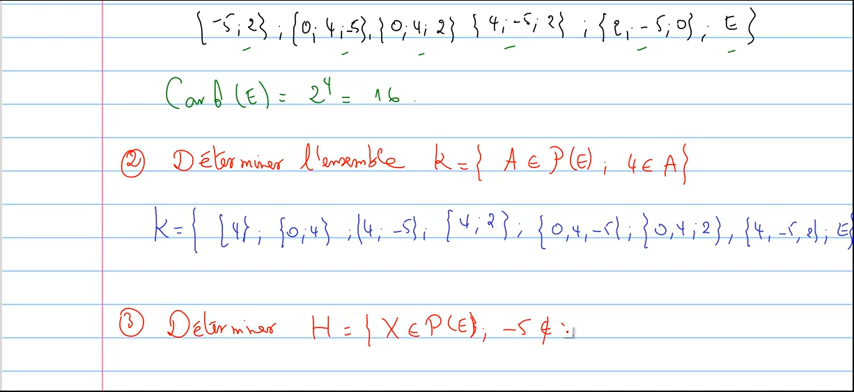 {-5; 2} ; {0, 4, -5}, {0, 4, 2} {4, -5, 2} ; {2, -5, 0} ; E}
Card (E) = 2⁴ = 16.
② Déterminer l'ensemble K = { A ∈ P(E) ; 4 ∈ A}
K = { {4} ; {0; 4} ; {4; -5} ; {4; 2} ; {0, 4, -5} ; {0, 4; 2} , {4, -5, 2} ; E}
③ Déterminer H = { X ∈ P(E) ; -5 ∉